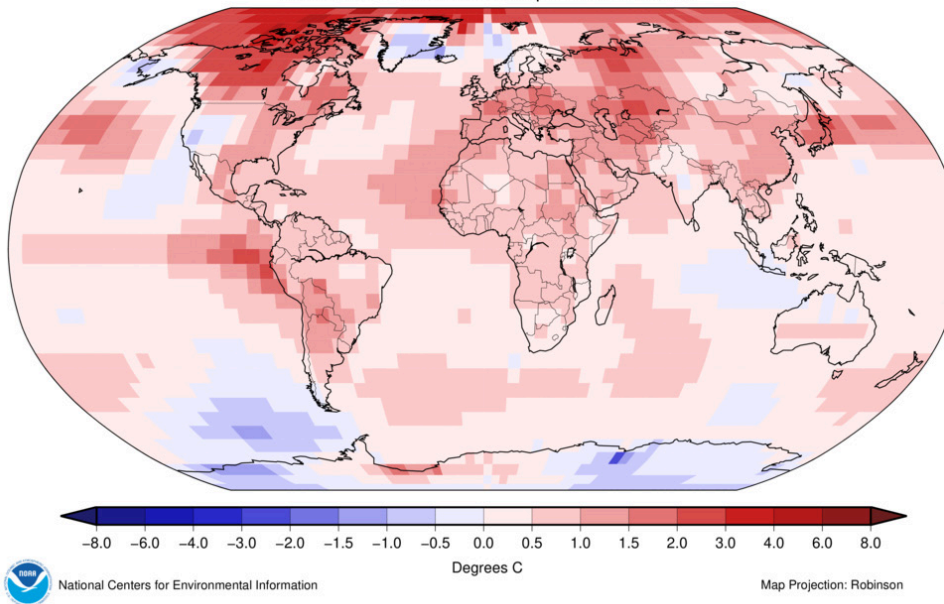 −8.0 −6.0 −4.0 −3.0 −2.0 −1.5 −1.0 −0.5 0.0 0.5 1.0 1.5 2.0 3.0 4.0 6.0 8.0
Degrees C
NOAA
National Centers for Environmental Information
Map Projection: Robinson